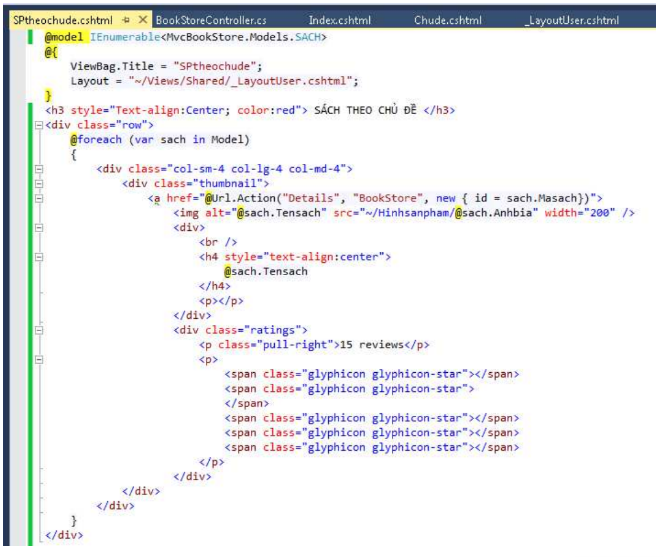 SPtheochude.cshtml BookStoreController.cs Index.cshtml Chude.cshtml _LayoutUser.cshtml
@model IEnumerable<MvcBookStore.Models.SACH>
@{
    ViewBag.Title = "SPtheochude";
    Layout = "~/Views/Shared/_LayoutUser.cshtml";
}
<h3 style="Text-align:Center; color:red"> SÁCH THEO CHỦ ĐỀ </h3>
<div class="row">
    @foreach (var sach in Model)
    {
        <div class="col-sm-4 col-lg-4 col-md-4">
            <div class="thumbnail">
                <a href="@Url.Action("Details", "BookStore", new { id = sach.Masach})">
                    <img alt="@sach.Tensach" src="~/Hinhsanpham/@sach.Anhbia" width="200" />
                    <div>
                        <br />
                        <h4 style="text-align:center">
                            @sach.Tensach
                        </h4>
                        <p></p>
                    </div>
                    <div class="ratings">
                        <p class="pull-right">15 reviews</p>
                        <p>
                            <span class="glyphicon glyphicon-star"></span>
                            <span class="glyphicon glyphicon-star">
                            </span>
                            <span class="glyphicon glyphicon-star"></span>
                            <span class="glyphicon glyphicon-star"></span>
                            <span class="glyphicon glyphicon-star"></span>
                        </p>
                    </div>
            </div>
        </div>
    }
</div>